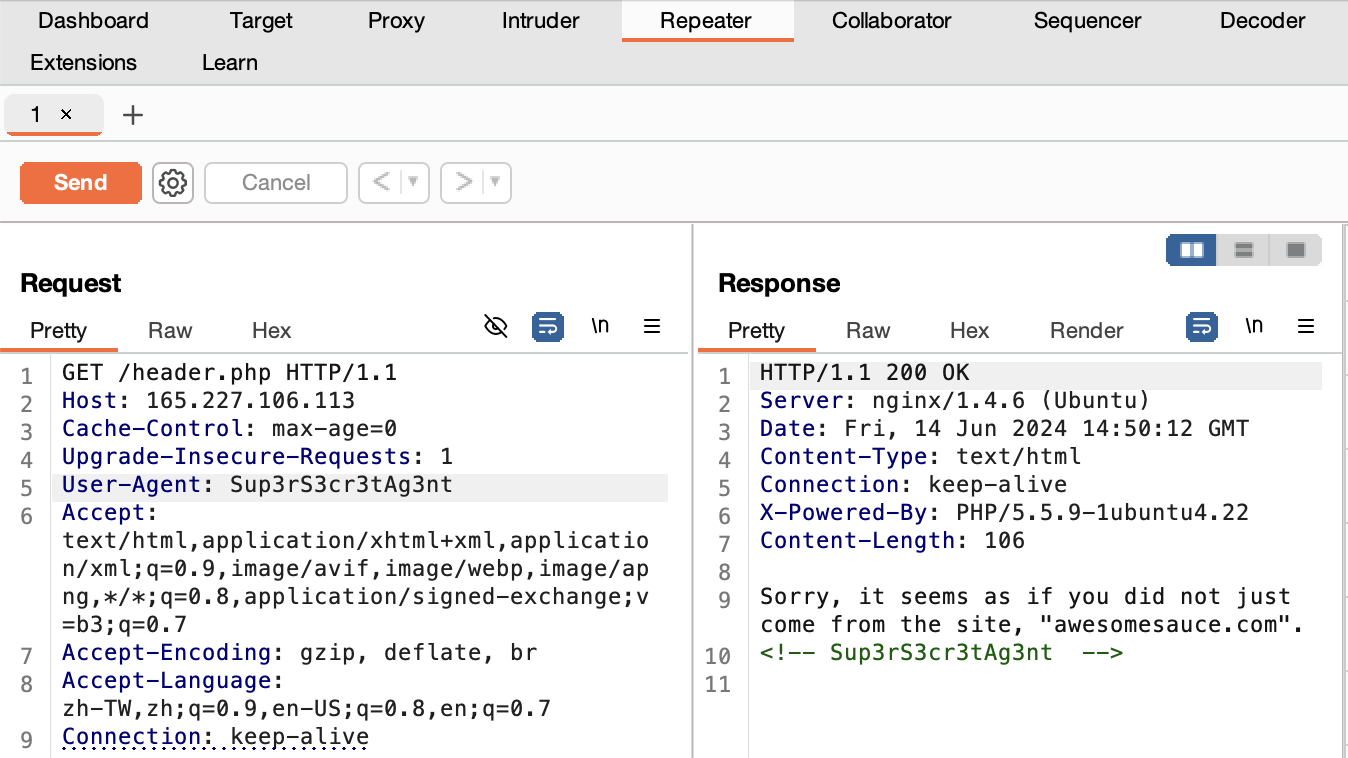 Dashboard Target Proxy Intruder Repeater Collaborator Sequencer Decoder
Extensions Learn
1 × +
Send Cancel < ▼ > ▼
Request
Pretty Raw Hex \n
1 GET /header.php HTTP/1.1
2 Host: 165.227.106.113
3 Cache-Control: max-age=0
4 Upgrade-Insecure-Requests: 1
5 User-Agent: Sup3rS3cr3tAg3nt
6 Accept:
text/html,application/xhtml+xml,applicatio
n/xml;q=0.9,image/avif,image/webp,image/ap
ng,*/*;q=0.8,application/signed-exchange;v
=b3;q=0.7
7 Accept-Encoding: gzip, deflate, br
8 Accept-Language:
zh-TW,zh;q=0.9,en-US;q=0.8,en;q=0.7
9 Connection: keep-alive
Response
Pretty Raw Hex Render \n
1 HTTP/1.1 200 OK
2 Server: nginx/1.4.6 (Ubuntu)
3 Date: Fri, 14 Jun 2024 14:50:12 GMT
4 Content-Type: text/html
5 Connection: keep-alive
6 X-Powered-By: PHP/5.5.9-1ubuntu4.22
7 Content-Length: 106
8
9 Sorry, it seems as if you did not just
come from the site, "awesomesauce.com".
10 <!-- Sup3rS3cr3tAg3nt  -->
11